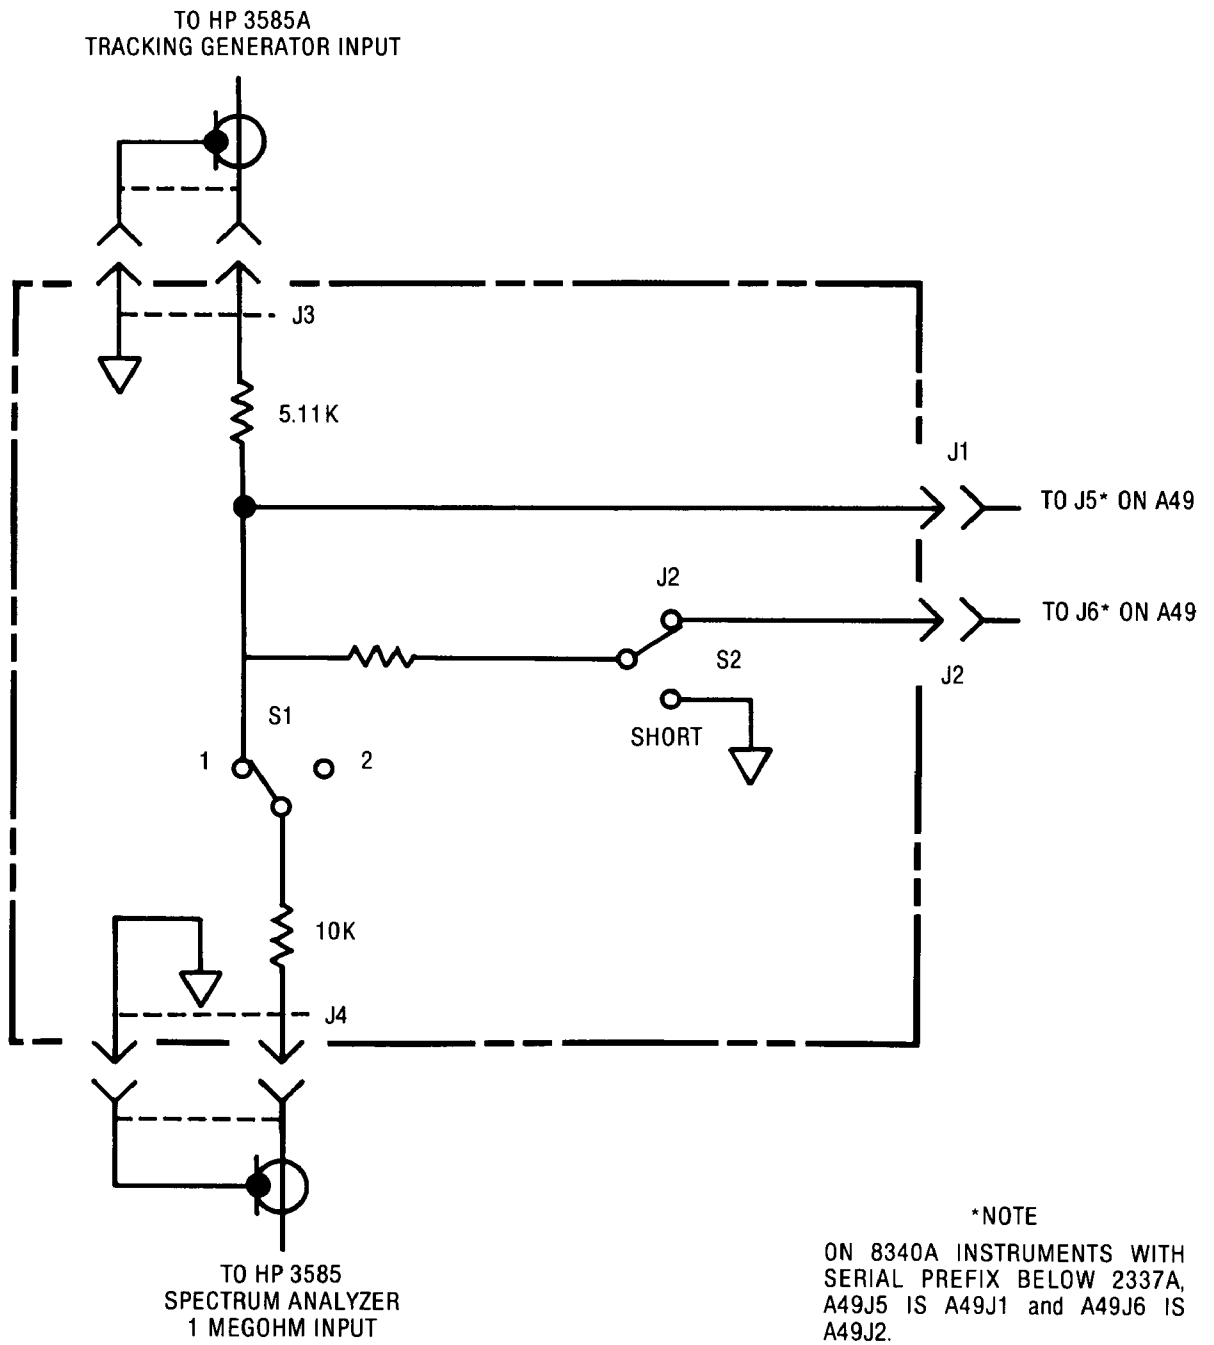 TO HP 3585A
TRACKING GENERATOR INPUT
J3
5.11K
J1
TO J5* ON A49
J2
TO J6* ON A49
S2
J2
S1
SHORT
1
2
10K
J4
TO HP 3585
SPECTRUM ANALYZER
1 MEGOHM INPUT
*NOTE
ON 8340A INSTRUMENTS WITH
SERIAL PREFIX BELOW 2337A,
A49J5 IS A49J1 and A49J6 IS
A49J2.